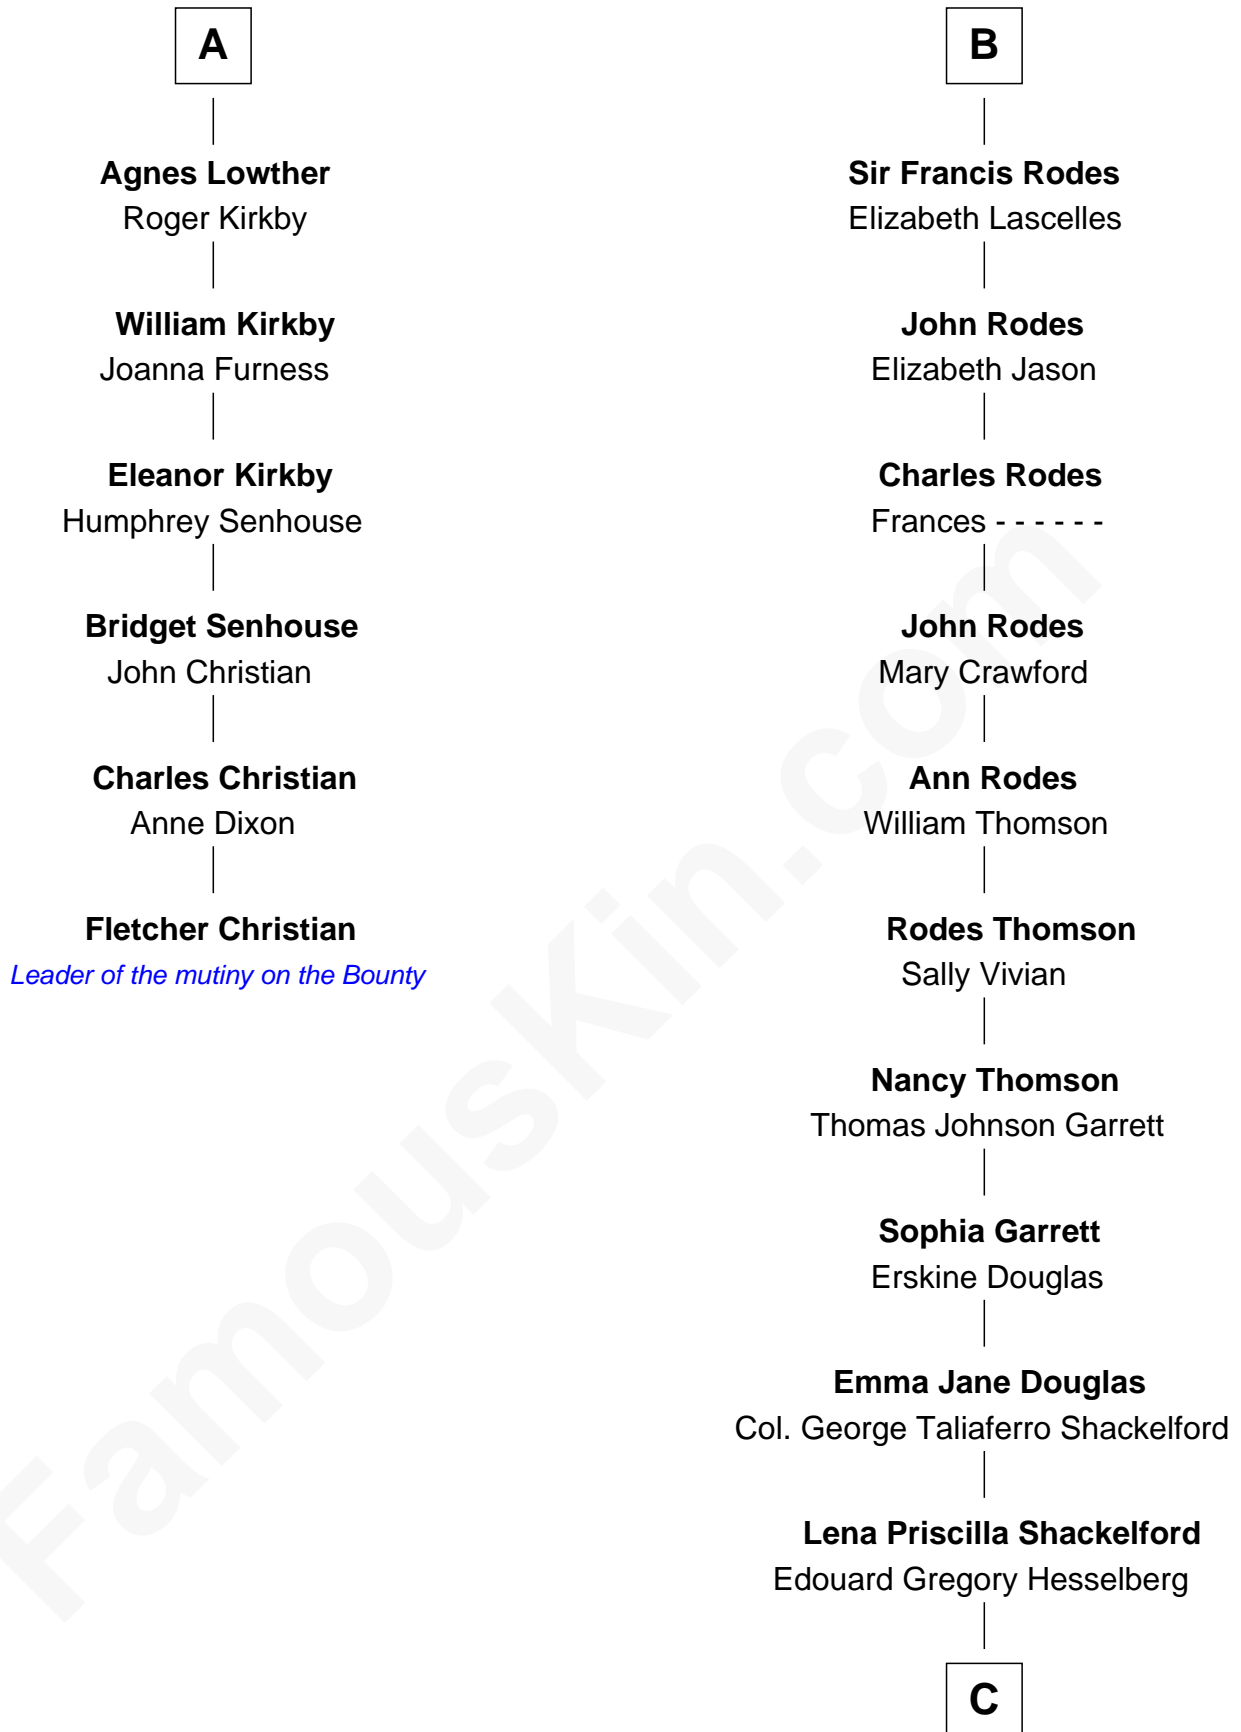 A
Agnes Lowther
Roger Kirkby
William Kirkby
Joanna Furness
Eleanor Kirkby
Humphrey Senhouse
Bridget Senhouse
John Christian
Charles Christian
Anne Dixon
Fletcher Christian
Leader of the mutiny on the Bounty
B
Sir Francis Rodes
Elizabeth Lascelles
John Rodes
Elizabeth Jason
Charles Rodes
Frances - - - - - -
John Rodes
Mary Crawford
Ann Rodes
William Thomson
Rodes Thomson
Sally Vivian
Nancy Thomson
Thomas Johnson Garrett
Sophia Garrett
Erskine Douglas
Emma Jane Douglas
Col. George Taliaferro Shackelford
Lena Priscilla Shackelford
Edouard Gregory Hesselberg
C
FamousKin.com